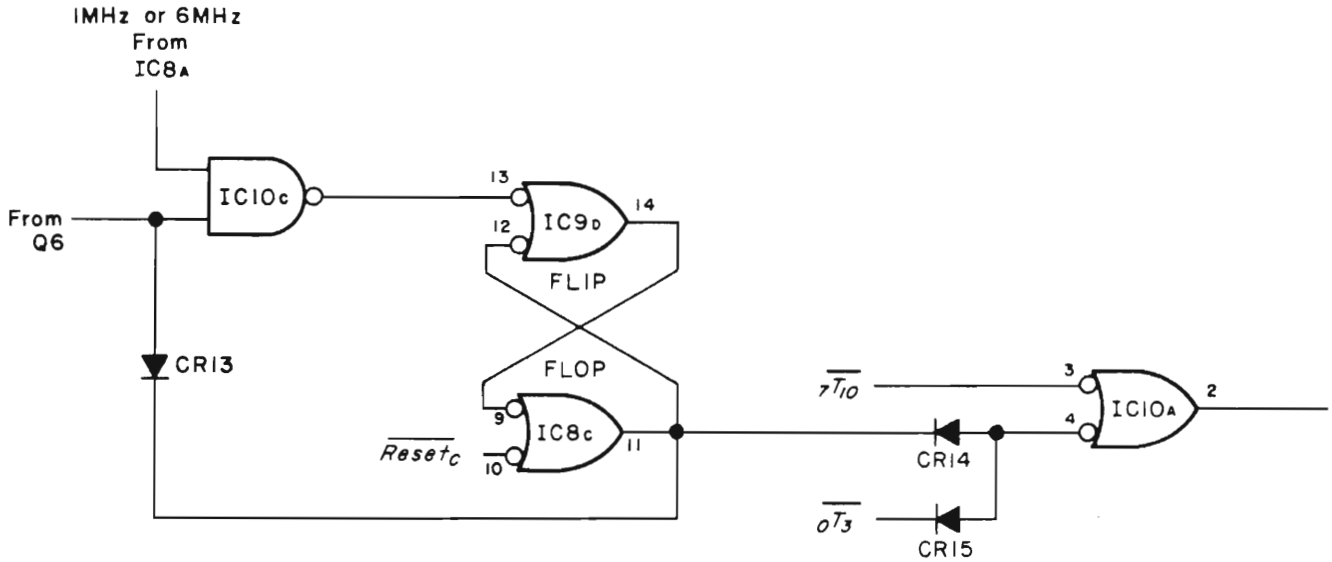 1MHz or 6MHz
From
IC8A
IC10C
From
Q6
CR13
13
12
IC9D
14
FLIP
FLOP
9
IC8C
11
Resetc
10
7T10
3
IC10A
2
4
CR14
0T3
CR15